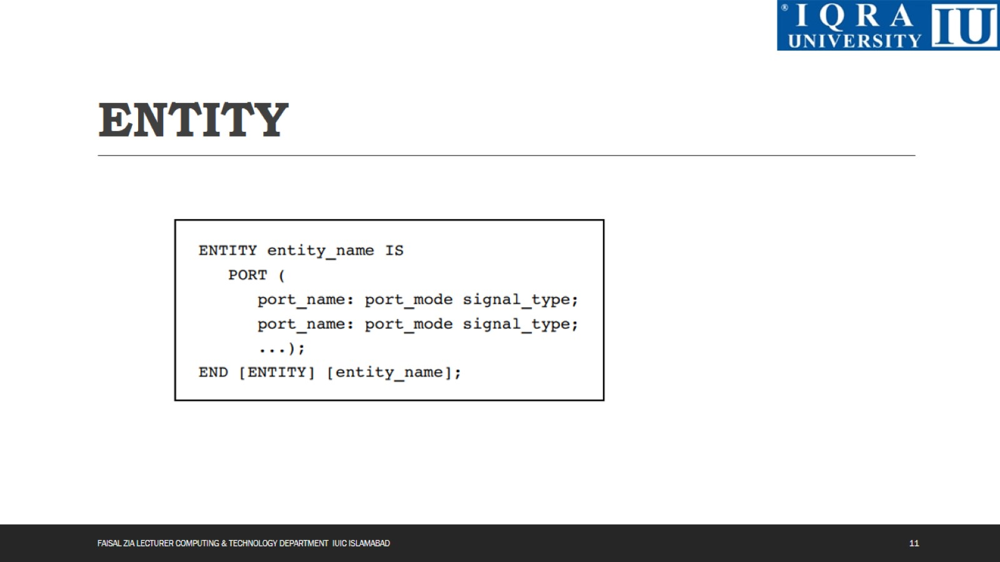 ® IQRA
UNIVERSITY
IU
ENTITY
ENTITY entity_name IS
PORT (
port_name: port_mode signal_type;
port_name: port_mode signal_type;
...);
END [ENTITY] [entity_name];
FAISAL ZIA LECTURER COMPUTING & TECHNOLOGY DEPARTMENT IUIC ISLAMABAD
11